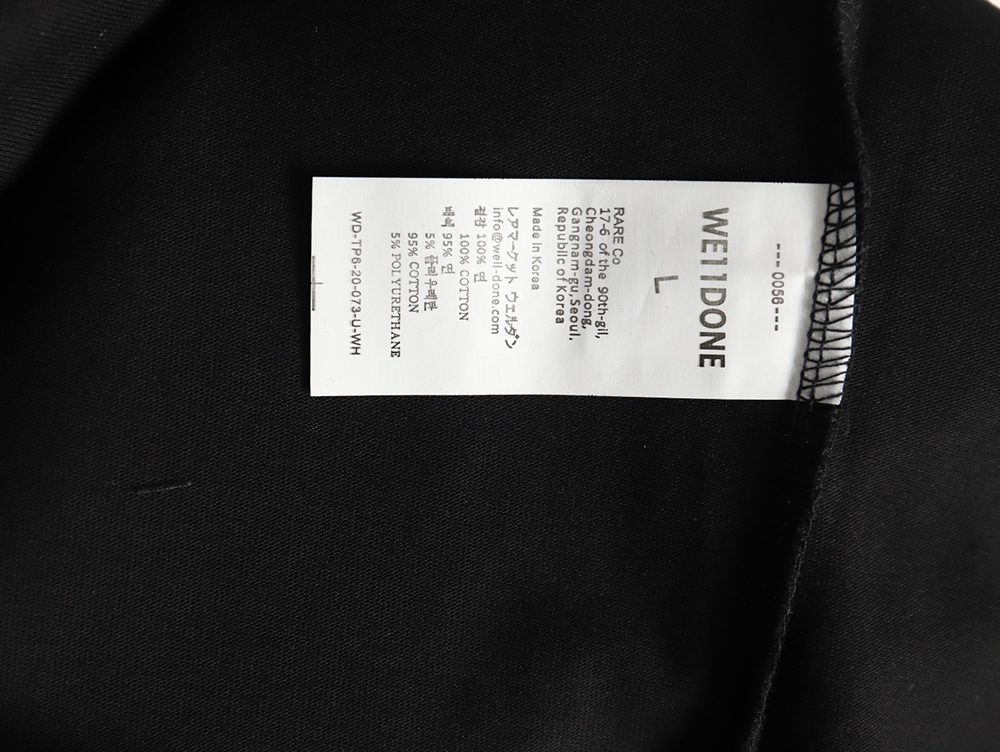 --- 0056 ---
WE11DONE
L
RARE Co
17-6 of the 90th-gil,
Cheongdam-dong,
Gangnam-gu, Seoul.
Republic of Korea
Made In Korea
レアマーケット ウェルダン
info@well-done.com
겉감 100% 면
100% COTTON
배색 95% 면
5% 폴리우레탄
95% COTTON
5% POLYURETHANE
WD-TP6-20-073-U-WH